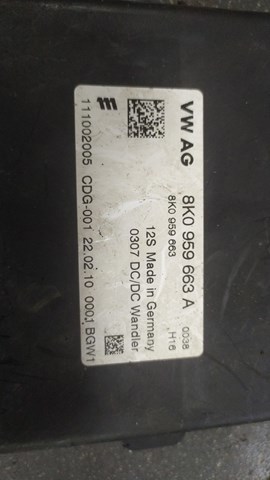 VW AG
8K0 959 663 A 0038
8K0 959 663 H16
12S Made in Germany
0307 DC/DC Wandler
111002005 CDG-001 22.02.10 0001 BGW1